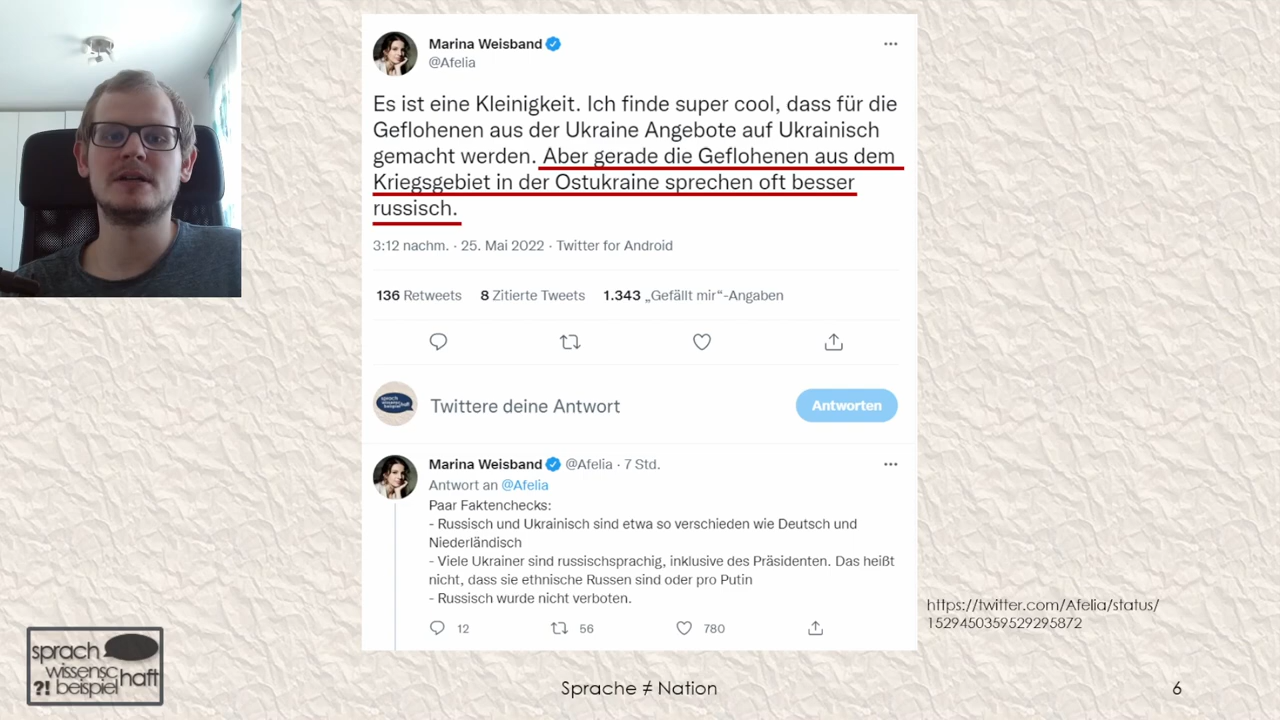 Marina Weisband
@Afelia
Es ist eine Kleinigkeit. Ich finde super cool, dass für die
Geflohenen aus der Ukraine Angebote auf Ukrainisch
gemacht werden. Aber gerade die Geflohenen aus dem
Kriegsgebiet in der Ostukraine sprechen oft besser
russisch.
3:12 nachm. · 25. Mai 2022 · Twitter for Android
136 Retweets 8 Zitierte Tweets 1.343 „Gefällt mir“-Angaben
sprach
wissensc
beispiel haft
Twittere deine Antwort
Antworten
Marina Weisband @Afelia · 7 Std.
Antwort an @Afelia
Paar Faktenchecks:
- Russisch und Ukrainisch sind etwa so verschieden wie Deutsch und
Niederländisch
- Viele Ukrainer sind russischsprachig, inklusive des Präsidenten. Das heißt
nicht, dass sie ethnische Russen sind oder pro Putin
- Russisch wurde nicht verboten.
12 56 780
https://twitter.com/Afelia/status/
1529450359529295872
sprach
wissensc haft
?! beispiel
Sprache ≠ Nation
6